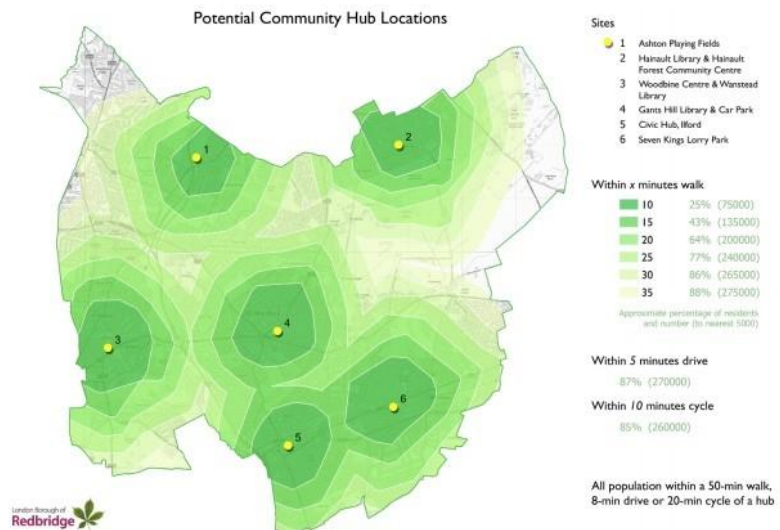 Potential Community Hub Locations
Sites
1 Ashton Playing Fields
2 Hainault Library & Hainault
Forest Community Centre
3 Woodbine Centre & Wanstead
Library
4 Gants Hill Library & Car Park
5 Civic Hub, Ilford
6 Seven Kings Lorry Park
Within x minutes walk
10 25% (75000)
15 43% (135000)
20 64% (200000)
25 77% (240000)
30 86% (265000)
35 88% (275000)
Approximate percentage of residents
and number (to nearest 5000)
Within 5 minutes drive
87% (270000)
Within 10 minutes cycle
85% (260000)
All population within a 50-min walk,
8-min drive or 20-min cycle of a hub
1
2
3
4
5
6
London Borough of
Redbridge